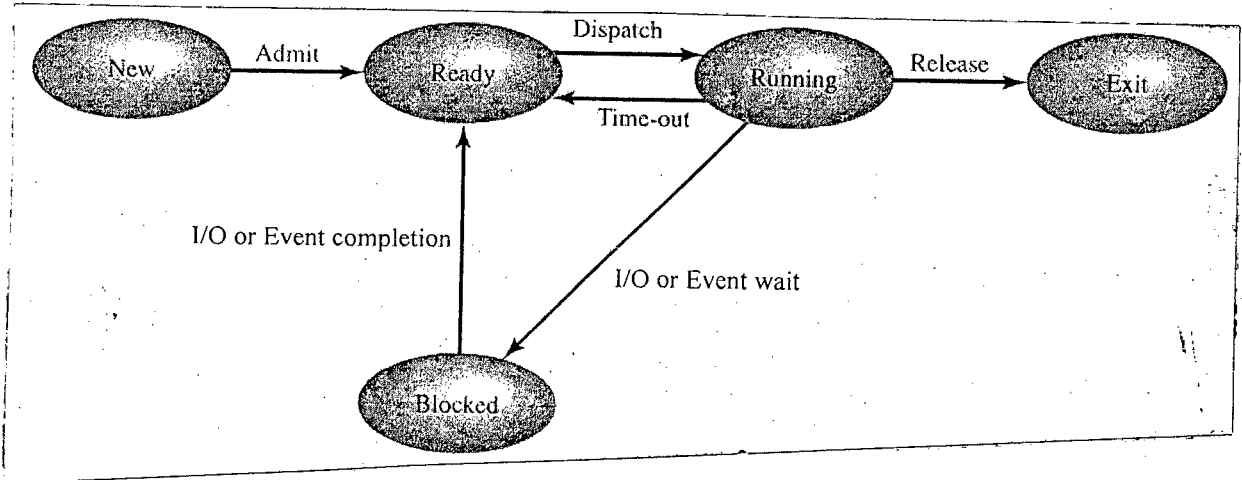 New
Admit
Ready
Dispatch
Time-out
Running
Release
Exit
I/O or Event completion
I/O or Event wait
Blocked